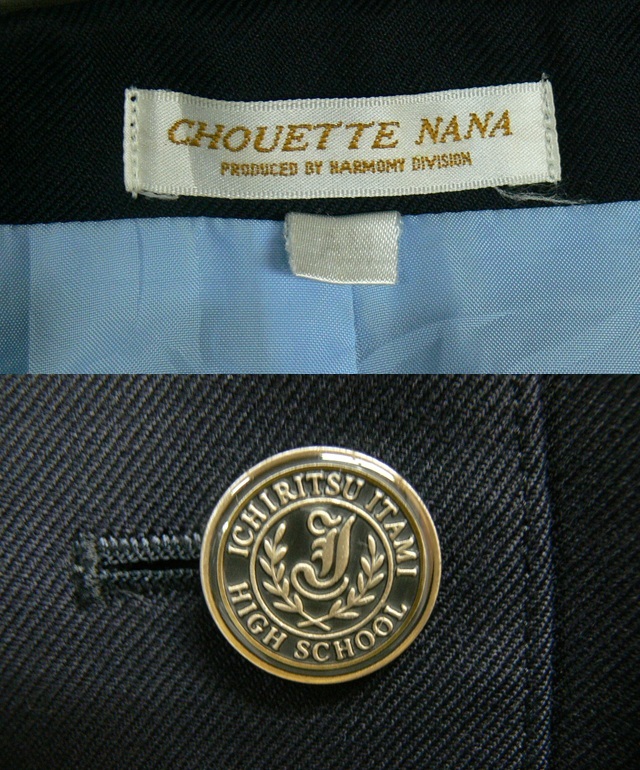 CHOUETTE NANA
PRODUCED BY HARMONY DIVISION
ICHIRITSU ITAMI
HIGH SCHOOL